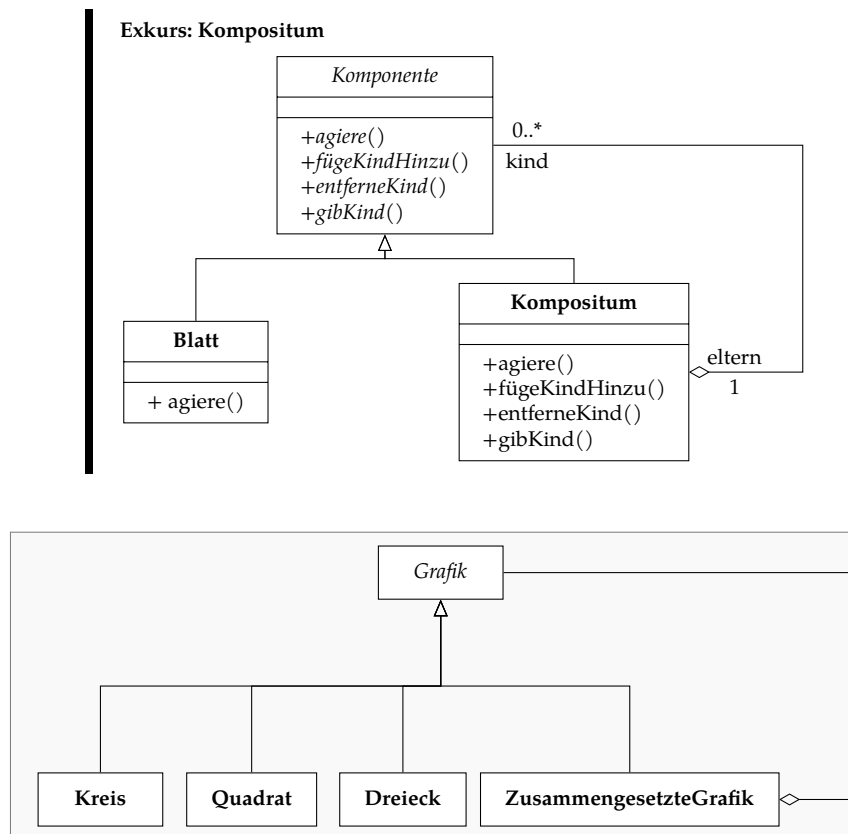 Exkurs: Kompositum
Komponente
+agiere()
+fügeKindHinzu()
+entferneKind()
+gibKind()
0..*
kind
Blatt
+ agiere()
Kompositum
+agiere()
+fügeKindHinzu()
+entferneKind()
+gibKind()
eltern
1
Grafik
Kreis
Quadrat
Dreieck
ZusammengesetzteGrafik